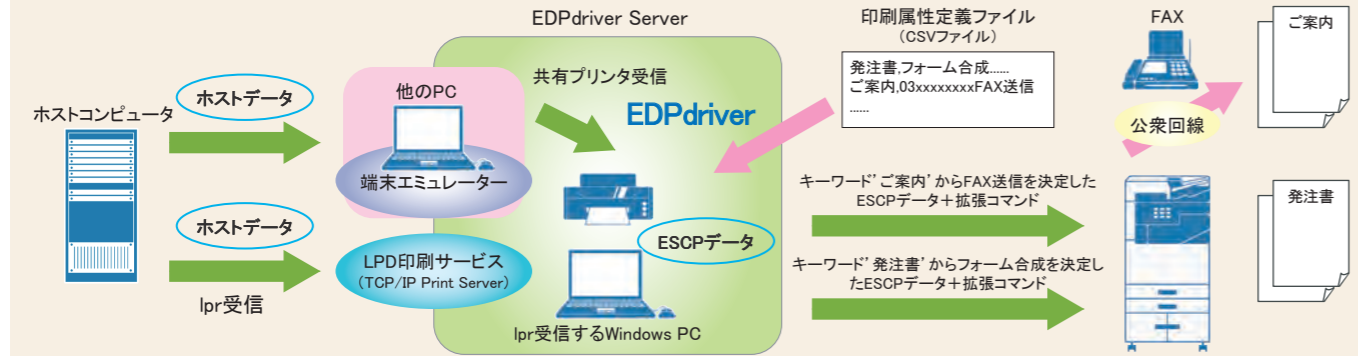 EDPdriver Server
印刷属性定義ファイル
(CSVファイル)
FAX
ご案内
発注書,フォーム合成......
ご案内,03xxxxxxxxFAX送信
......
共有プリンタ受信
他のPC
ホストデータ
ホストコンピュータ
EDPdriver
公衆回線
端末エミュレーター
キーワード’ご案内’からFAX送信を決定した
ESCPデータ+拡張コマンド
発注書
ホストデータ
ESCPデータ
LPD印刷サービス
(TCP/IP Print Server)
キーワード’発注書’からフォーム合成を決定し
たESCPデータ+拡張コマンド
lpr受信
lpr受信するWindows PC